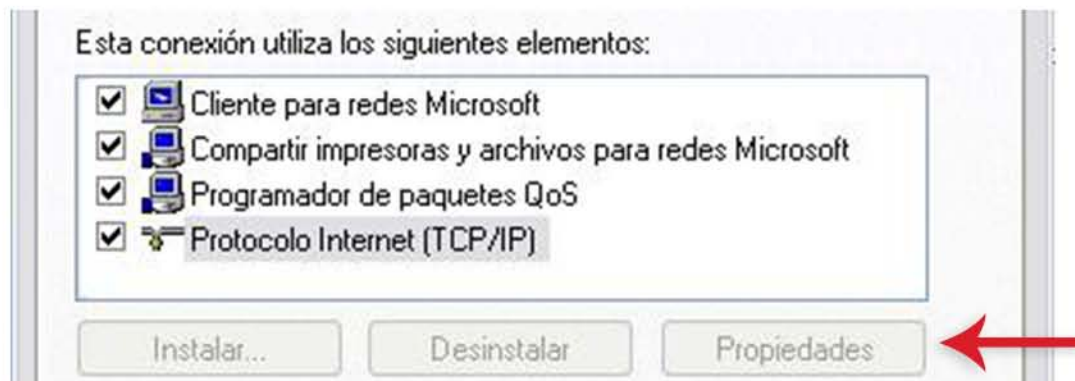 Esta conexión utiliza los siguientes elementos:
Cliente para redes Microsoft
Compartir impresoras y archivos para redes Microsoft
Programador de paquetes QoS
Protocolo Internet (TCP/IP)
Instalar... Desinstalar Propiedades